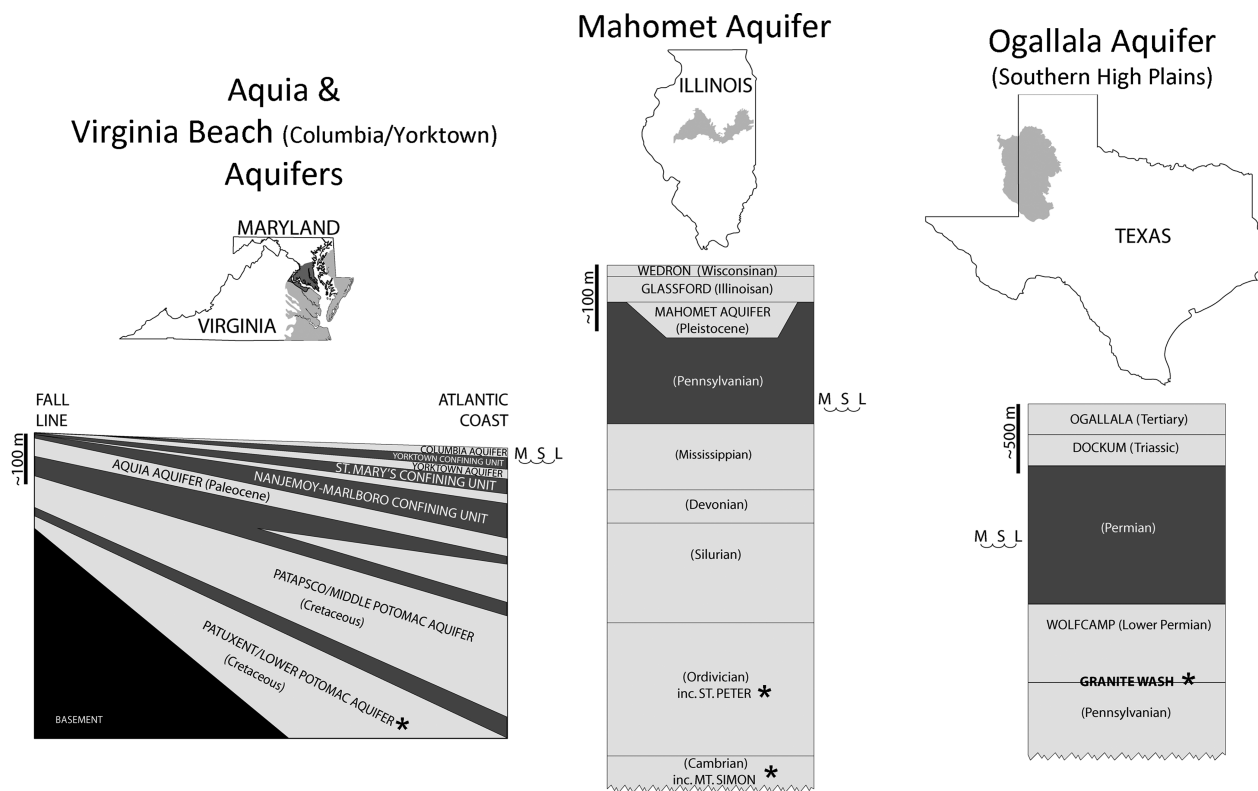 Aquia &
Virginia Beach (Columbia/Yorktown)
Aquifers
MARYLAND
VIRGINIA
FALL
LINE
ATLANTIC
COAST
~100 m
COLUMBIA AQUIFER
YORKTOWN CONFINING UNIT
YORKTOWN AQUIFER
ST. MARY'S CONFINING UNIT
NANJEMOY-MARLBORO CONFINING UNIT
AQUIA AQUIFER (Paleocene)
PATAPSCO/MIDDLE POTOMAC AQUIFER
(Cretaceous)
PATUXENT/LOWER POTOMAC AQUIFER *
(Cretaceous)
BASEMENT
M S L
Mahomet Aquifer
ILLINOIS
~100 m
WEDRON (Wisconsinan)
GLASSFORD (Illinoisan)
MAHOMET AQUIFER
(Pleistocene)
(Pennsylvanian)
M S L
(Mississippian)
(Devonian)
(Silurian)
(Ordivician)
inc. ST. PETER *
(Cambrian)
inc. MT. SIMON *
Ogallala Aquifer
(Southern High Plains)
TEXAS
~500 m
OGALLALA (Tertiary)
DOCKUM (Triassic)
(Permian)
M S L
WOLFCAMP (Lower Permian)
GRANITE WASH *
(Pennsylvanian)